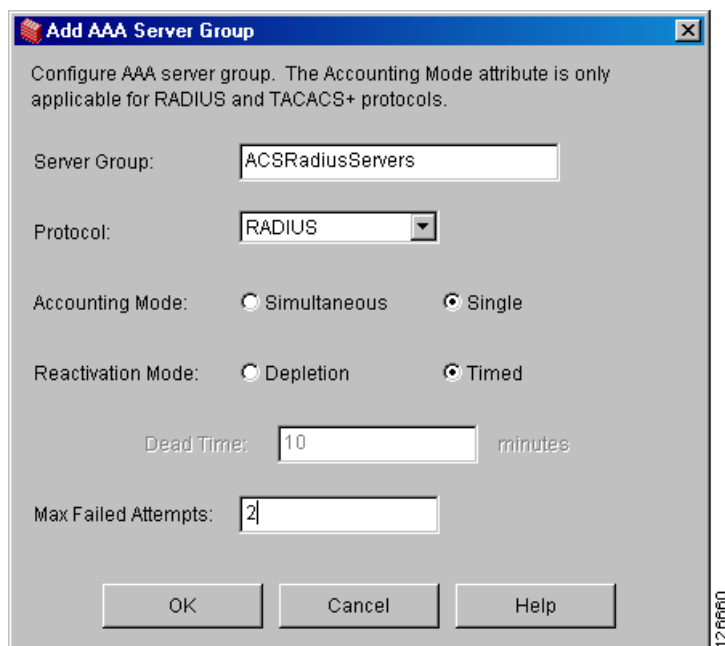 Add AAA Server Group
Configure AAA server group. The Accounting Mode attribute is only
applicable for RADIUS and TACACS+ protocols.
Server Group: ACSRadiusServers
Protocol: RADIUS
Accounting Mode: Simultaneous Single
Reactivation Mode: Depletion Timed
Dead Time: 10 minutes
Max Failed Attempts: 2
OK Cancel Help
126660